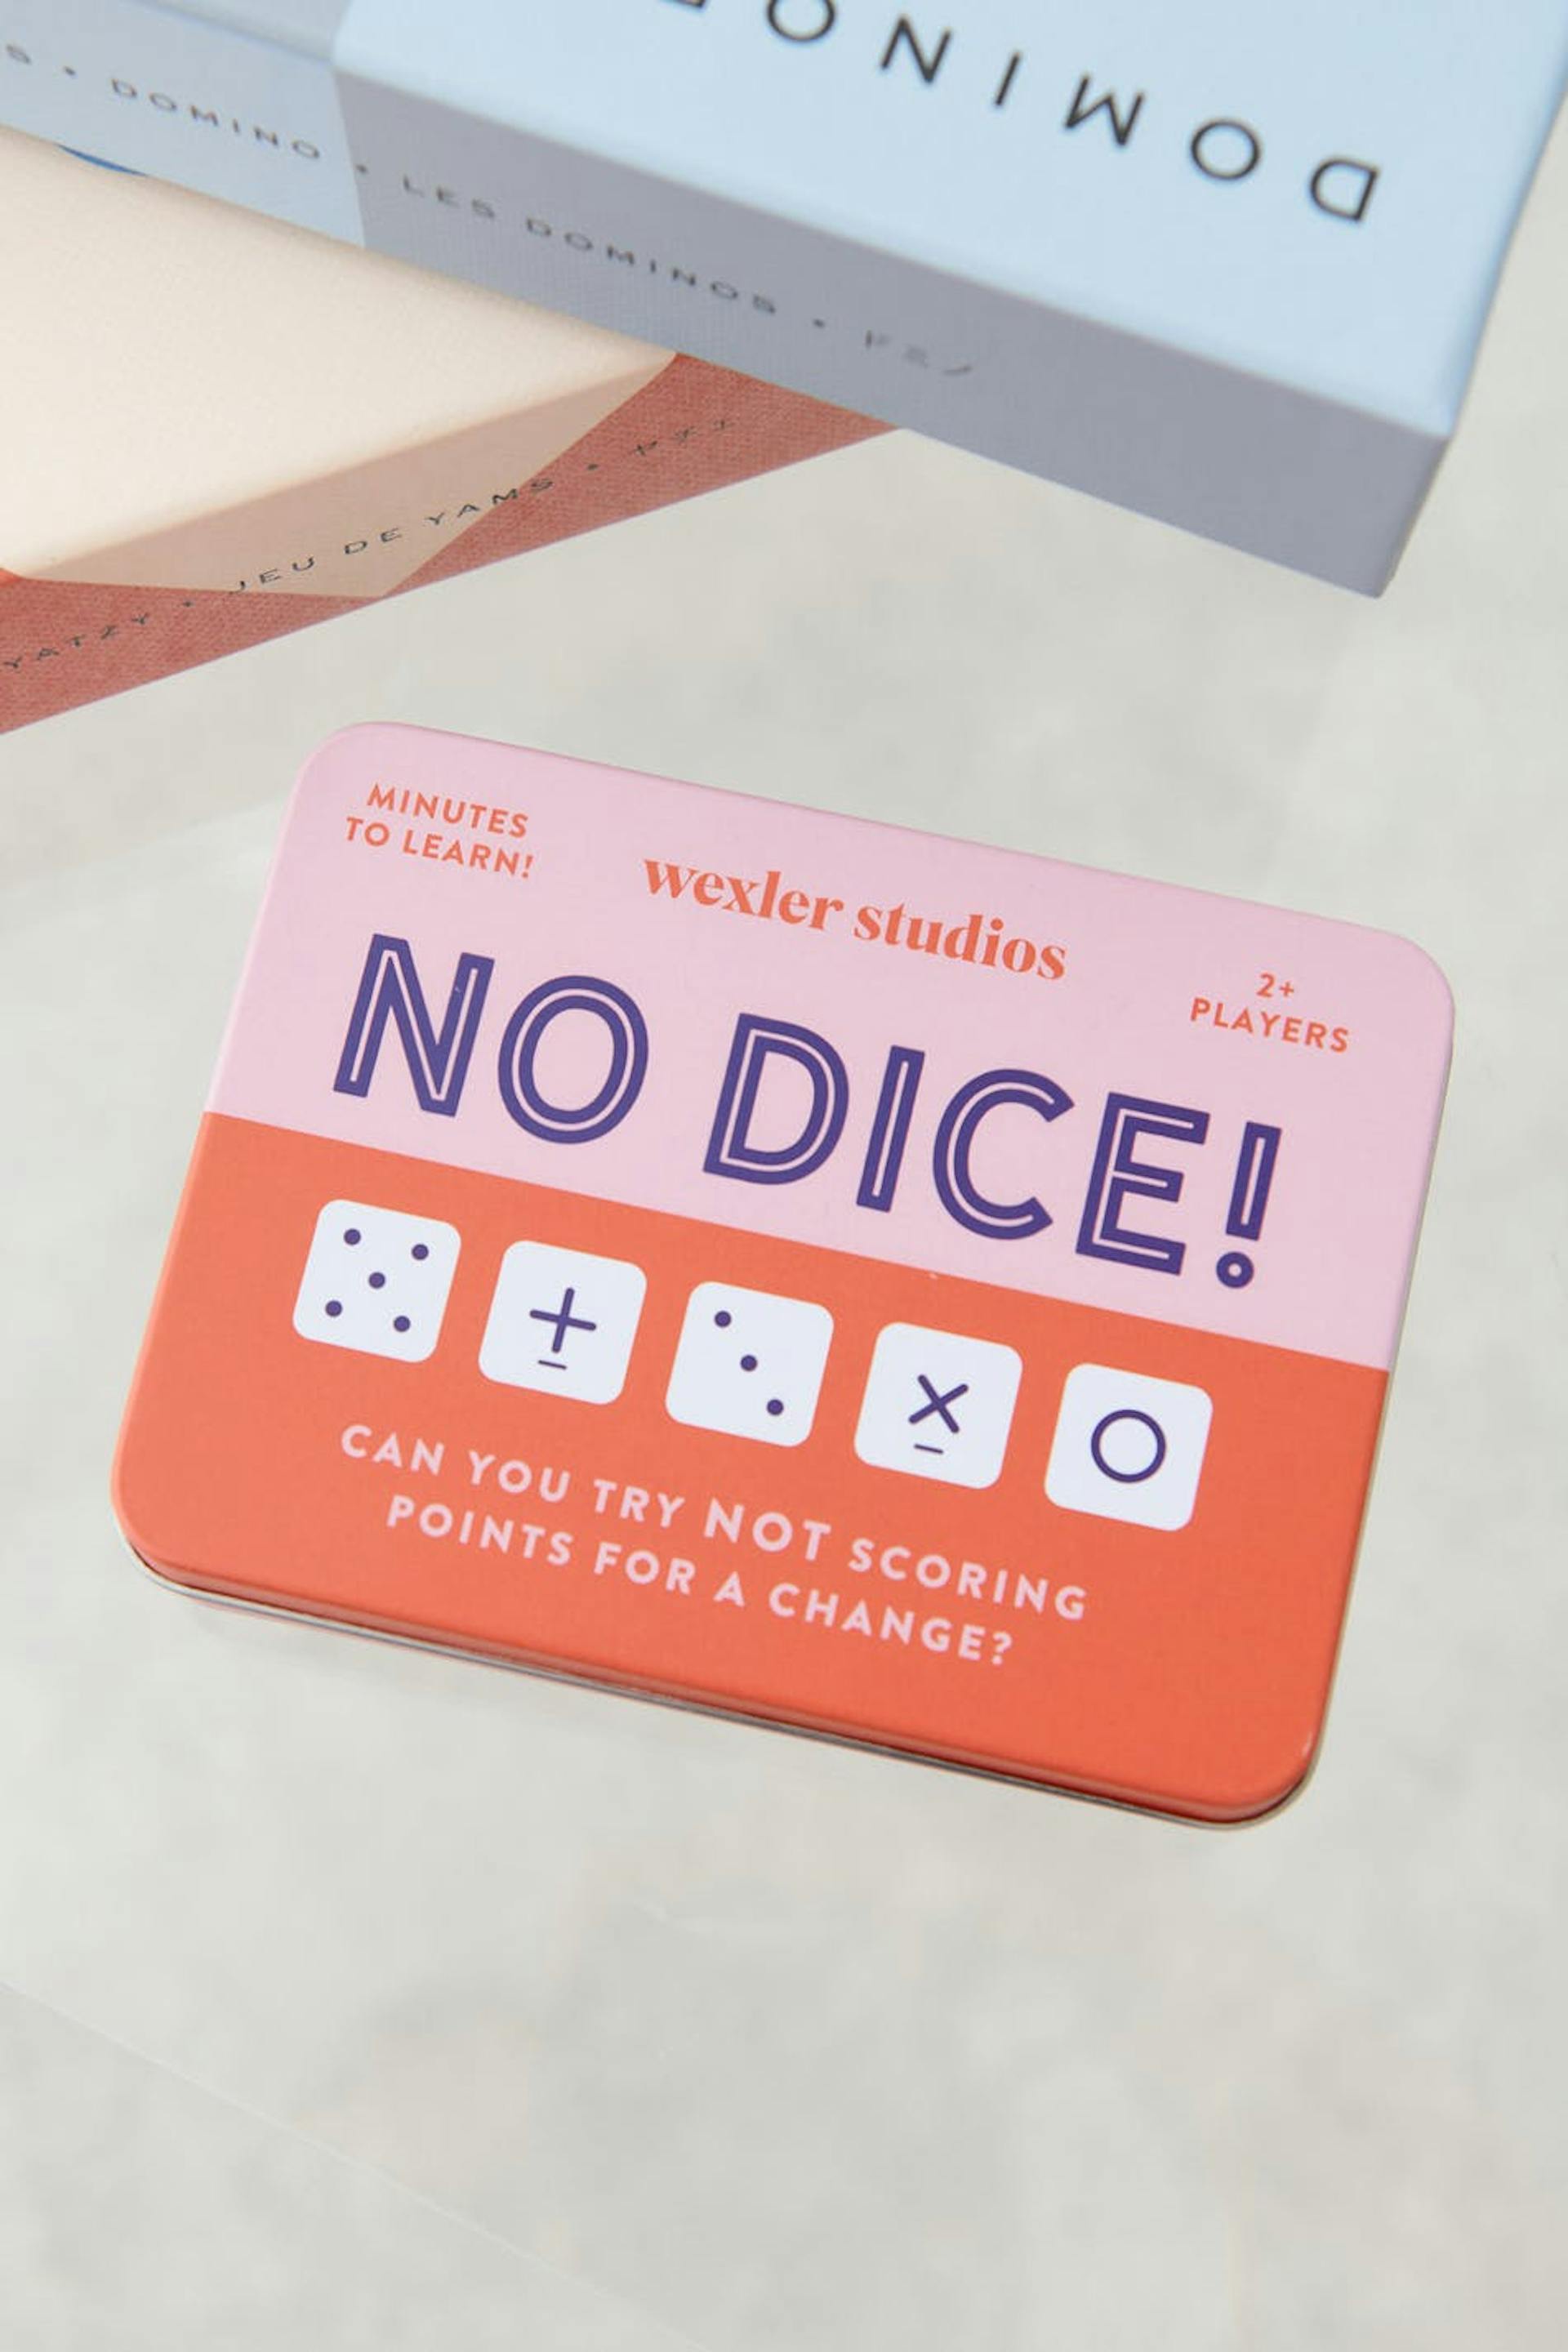 DOMINO
S • DOMINO • LES DOMINOS •
YATZY • JEU DE YAMS •
MINUTES
TO LEARN!
wexler studios
2+
PLAYERS
NO DICE!
CAN YOU TRY NOT SCORING
POINTS FOR A CHANGE?